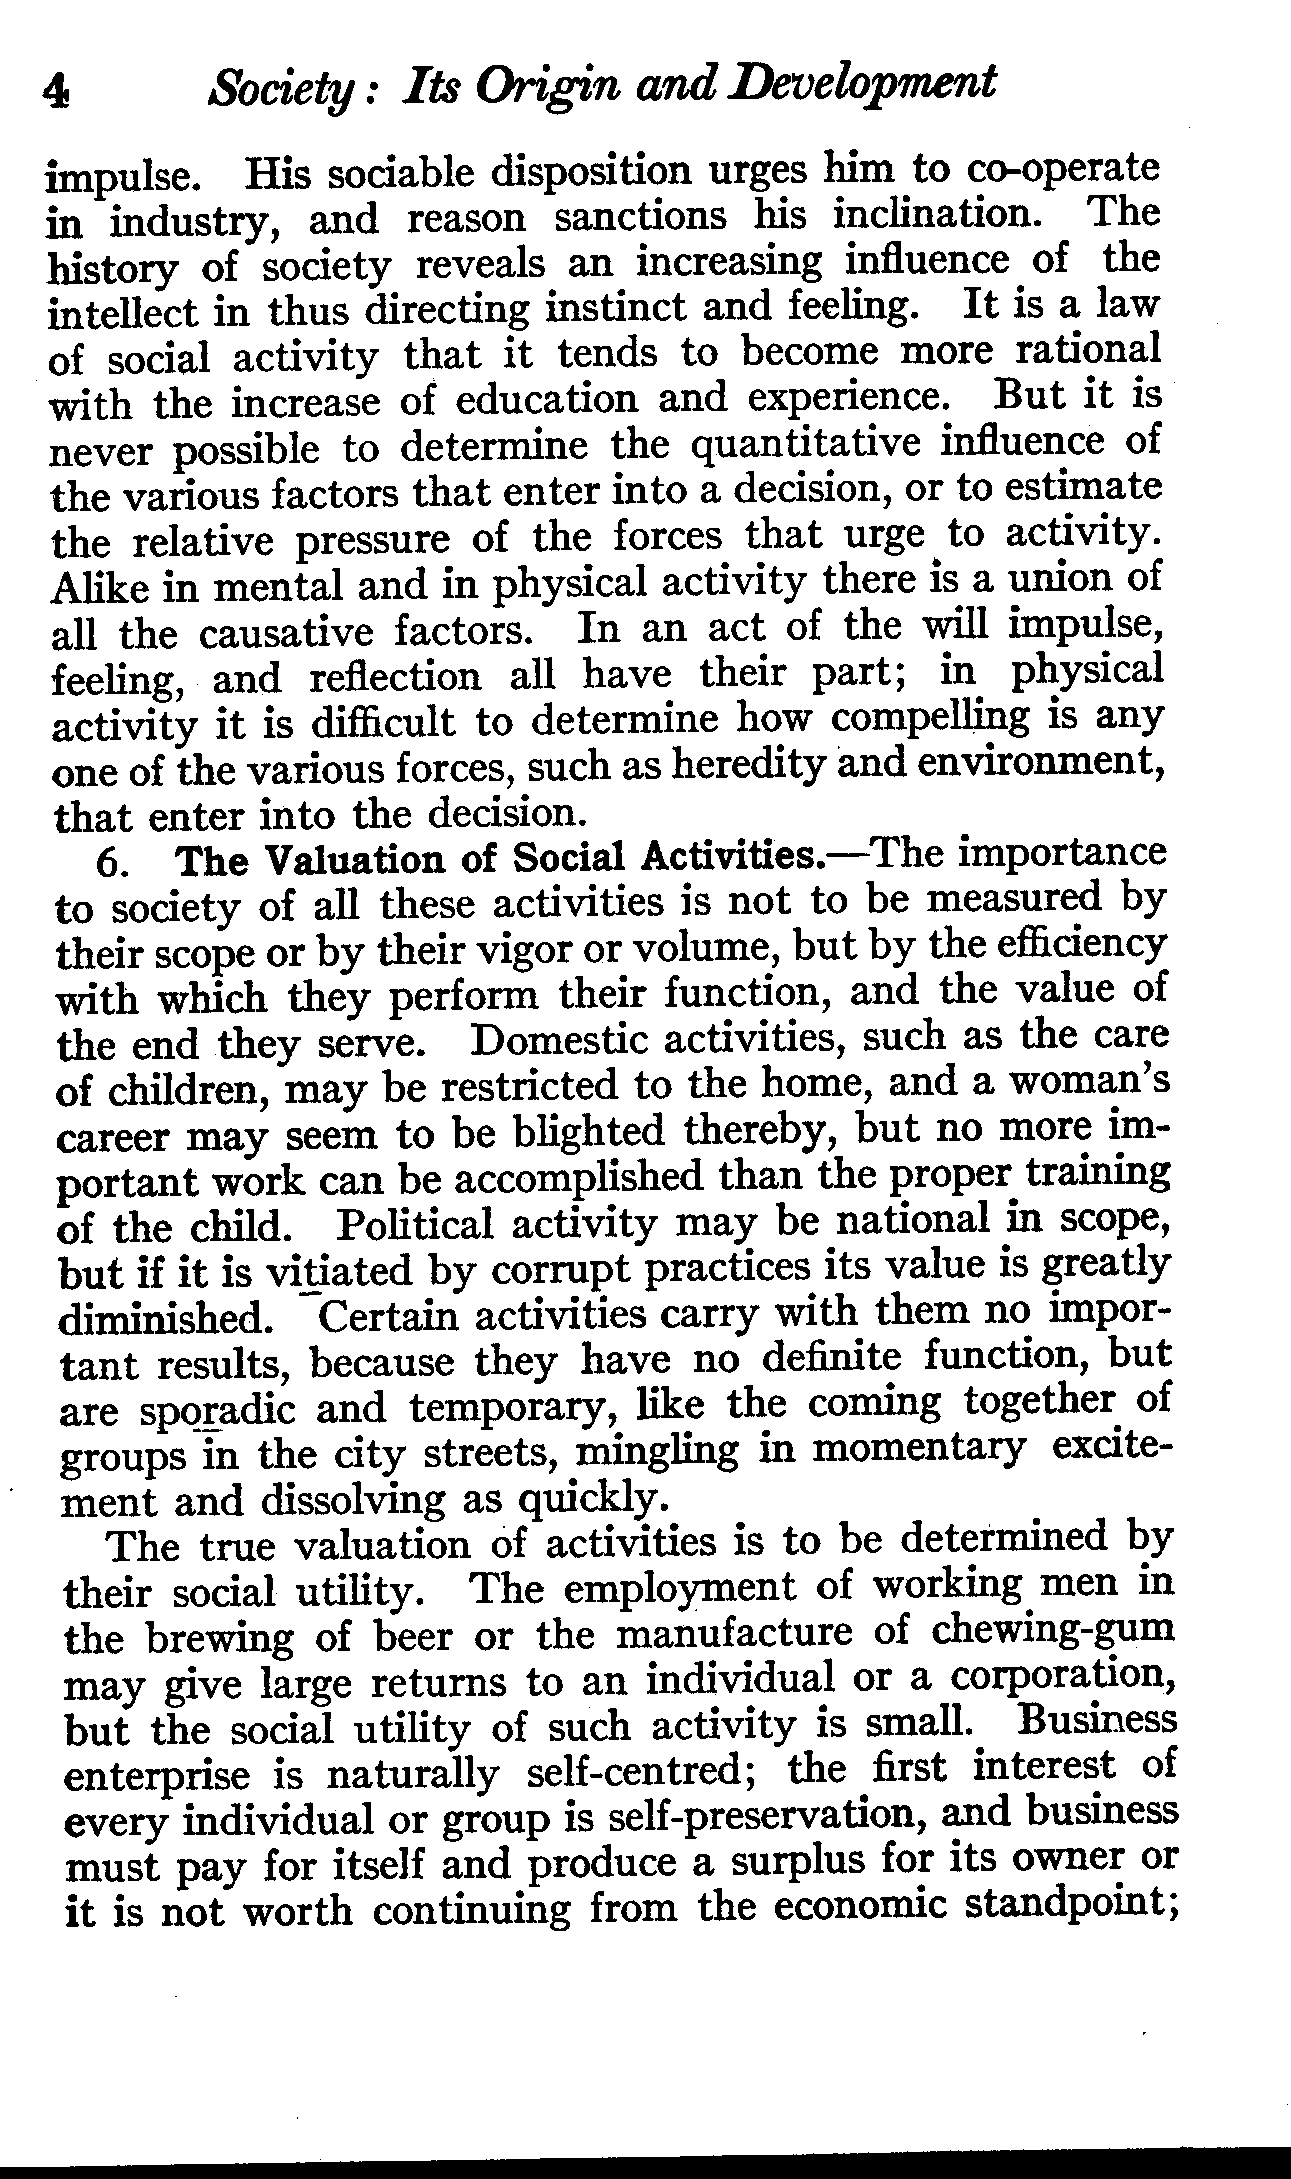 4 Society: Its Origin and Development
impulse. His sociable disposition urges him to co-operate
in industry, and reason sanctions his inclination. The
history of society reveals an increasing influence of the
intellect in thus directing instinct and feeling. It is a law
of social activity that it tends to become more rational
with the increase of education and experience. But it is
never possible to determine the quantitative influence of
the various factors that enter into a decision, or to estimate
the relative pressure of the forces that urge to activity.
Alike in mental and in physical activity there is a union of
all the causative factors. In an act of the will impulse,
feeling, and reflection all have their part; in physical
activity it is difficult to determine how compelling is any
one of the various forces, such as heredity and environment,
that enter into the decision.
6. The Valuation of Social Activities.—The importance
to society of all these activities is not to be measured by
their scope or by their vigor or volume, but by the efficiency
with which they perform their function, and the value of
the end they serve. Domestic activities, such as the care
of children, may be restricted to the home, and a woman's
career may seem to be blighted thereby, but no more im-
portant work can be accomplished than the proper training
of the child. Political activity may be national in scope,
but if it is vitiated by corrupt practices its value is greatly
diminished. Certain activities carry with them no impor-
tant results, because they have no definite function, but
are sporadic and temporary, like the coming together of
groups in the city streets, mingling in momentary excite-
ment and dissolving as quickly.
The true valuation of activities is to be determined by
their social utility. The employment of working men in
the brewing of beer or the manufacture of chewing-gum
may give large returns to an individual or a corporation,
but the social utility of such activity is small. Business
enterprise is naturally self-centred; the first interest of
every individual or group is self-preservation, and business
must pay for itself and produce a surplus for its owner or
it is not worth continuing from the economic standpoint;